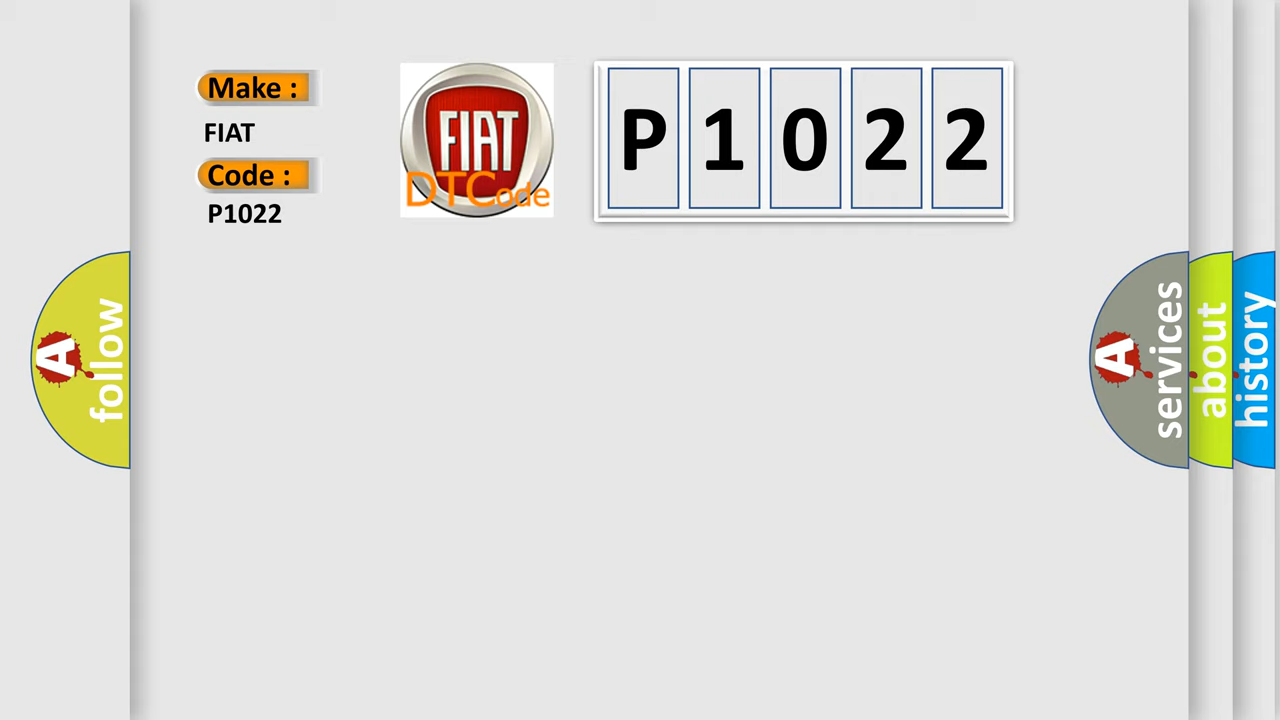 Make :
FIAT
Code :
P1022
FIAT
DTCode
P 1 0 2 2
A
follow
A
services
about
history